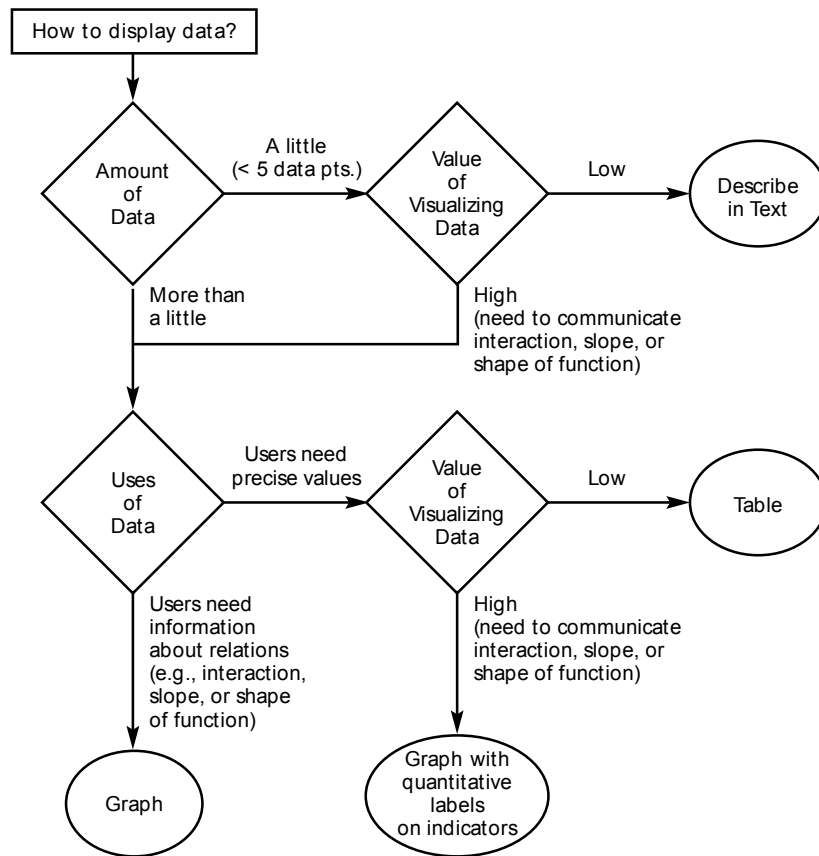 How to display data?
Amount
of
Data
A little
(< 5 data pts.)
Value
of
Visualizing
Data
Low
Describe
in Text
More than
a little
High
(need to communicate
interaction, slope, or
shape of function)
Uses
of
Data
Users need
precise values
Value
of
Visualizing
Data
Low
Table
Users need
information
about relations
(e.g., interaction,
slope, or shape
of function)
High
(need to communicate
interaction, slope, or
shape of function)
Graph
Graph with
quantitative
labels
on indicators